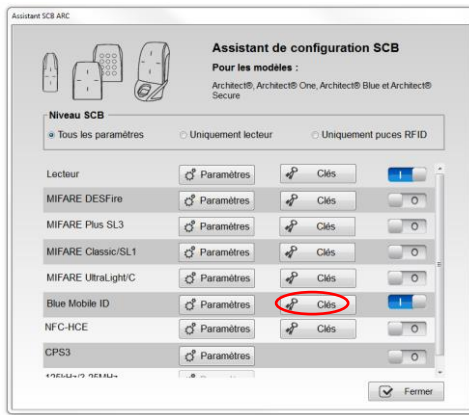 Assistant SCB ARC
Assistant de configuration SCB
Pour les modèles :
Architect®, Architect® One, Architect® Blue et Architect®
Secure
Niveau SCB
Tous les paramètres Uniquement lecteur Uniquement puces RFID
Lecteur Paramètres Clés I
MIFARE DESFire Paramètres Clés O
MIFARE Plus SL3 Paramètres Clés O
MIFARE Classic/SL1 Paramètres Clés O
MIFARE UltraLight/C Paramètres Clés O
Blue Mobile ID Paramètres Clés I
NFC-HCE Paramètres Clés O
CPS3 Paramètres O
125kHz/3.25MHz
Fermer